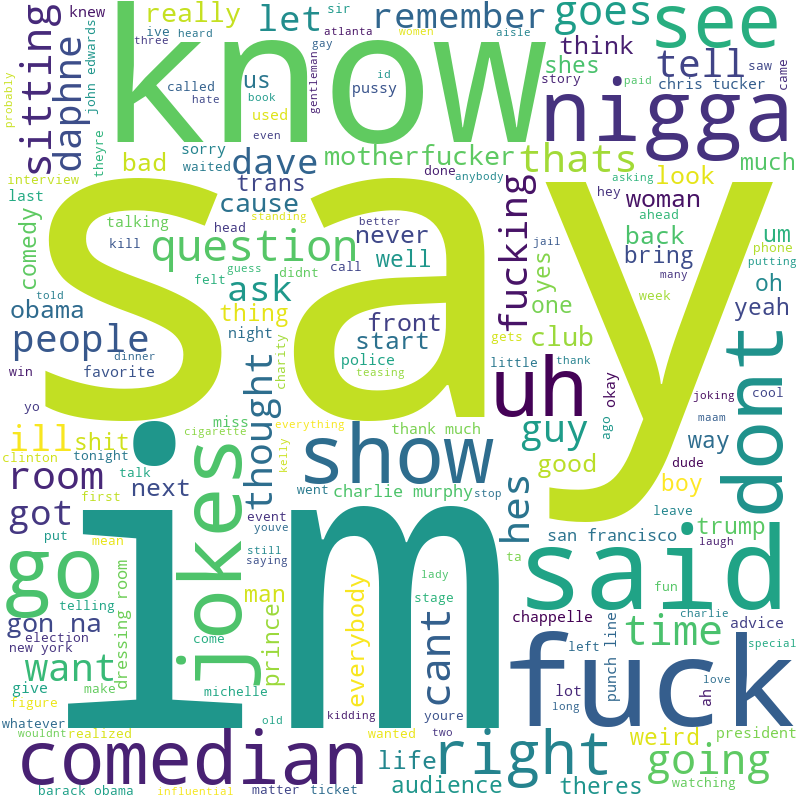 probably
knew
sitting
daphne
john edwards
theyre
ive
three
heard
really
let
sir
gay
atlanta
gentleman
remember
women
aisle
goes
see
know
think
tell
saw
came
called
hate
book
id
used
even
us
pussy
story
shes
paid
chris tucker
nigga
sorry
waited
bad
dave
motherfucker
thats
much
interview
last
trans
done
anybody
asking
look
cause
fucking
hey
woman
comedy
talking
head
standing
better
never
jail
ahead
back
um
phone
kill
question
well
yes
bring
putting
told
felt
guess
didnt
call
many
oh
obama
ask
say
one
week
yeah
thing
front
people
night
charity
start
gets
club
dont
dinner
police
little
thank
joking
win
favorite
teasing
uh
okay
maam
cool
yo
thought
miss
everything
ago
dude
i'll
shit
cigarette
guy
way
clinton
tonight
jokes
kelly
show
thank much
hes
good
boy
room
next
talk
went
charlie murphy
stop
got
first
event
youve
san francisco
leave
trump
laugh
put
mean
still
saying
im
ta
said
go
telling
man
everybody
lady
fun
gon na
dressing room
prince
stage
cant
chappelle
charlie
time
advice
election
new york
come
left
punch line
special
want
give
make
michelle
lot
love
figure
old
youre
long
ah
fuck
whatever
kidding
wouldnt
realized
wanted
two
weird
president
comedian
life
right
going
audience
theres
watching
barack obama
influential
matter ticket